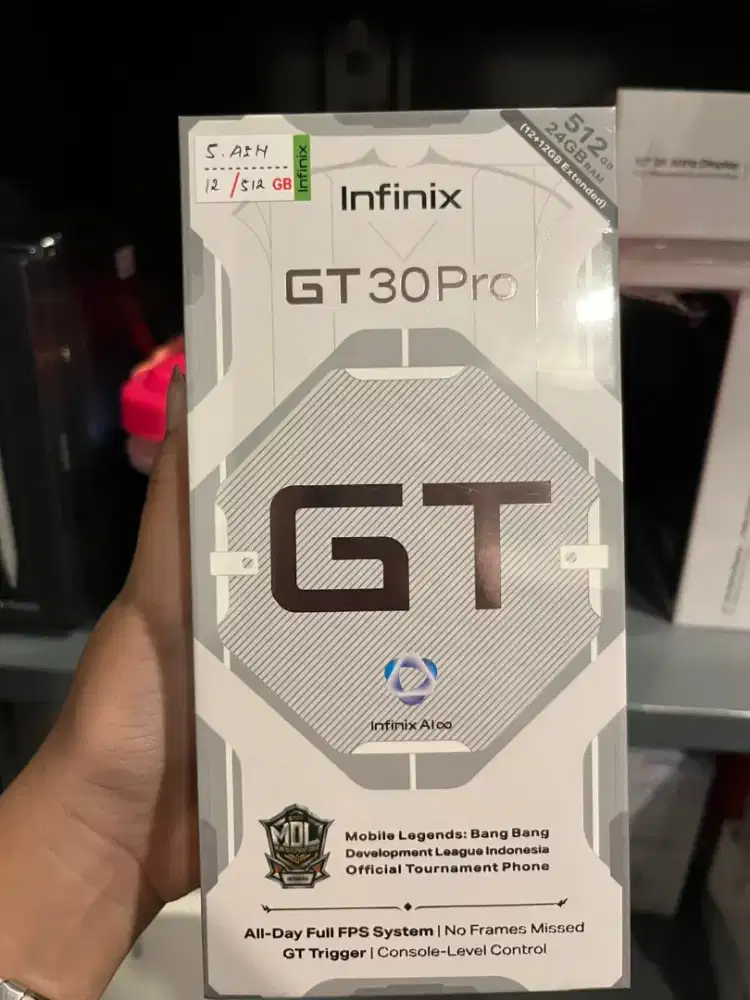 S. ASH
12 / 512 GB
Infinix
512 GB
24GB RAM
(12+12GB Extended)
Infinix
GT 30 Pro
GT
Infinix AI∞
MDL
Mobile Legends: Bang Bang
Development League Indonesia
Official Tournament Phone
All-Day Full FPS System | No Frames Missed
GT Trigger | Console-Level Control